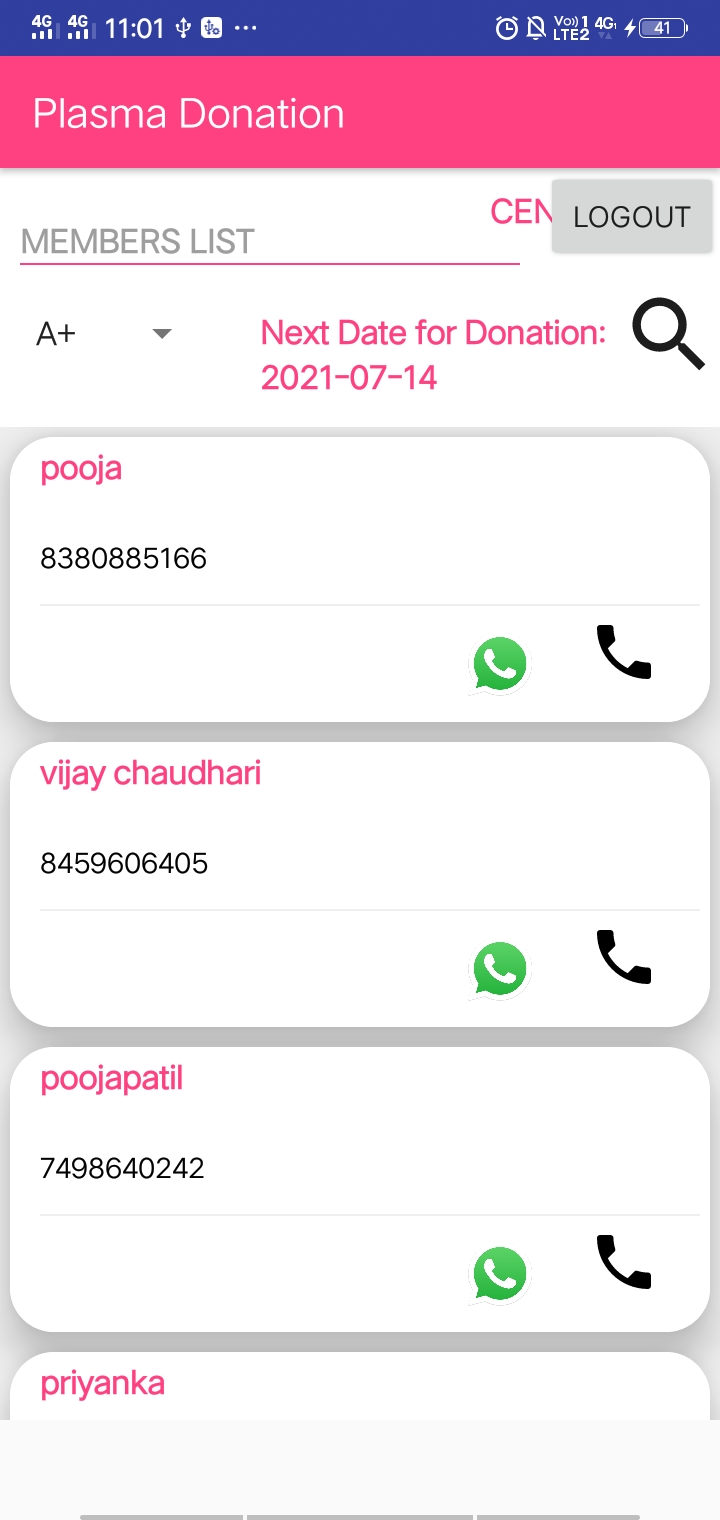 4G 4G 11:01 ··· Vo) 1 LTE2 4G 41
Plasma Donation
CEN
LOGOUT
MEMBERS LIST
A+
Next Date for Donation:
2021-07-14
pooja
8380885166
vijay chaudhari
8459606405
poojapatil
7498640242
priyanka